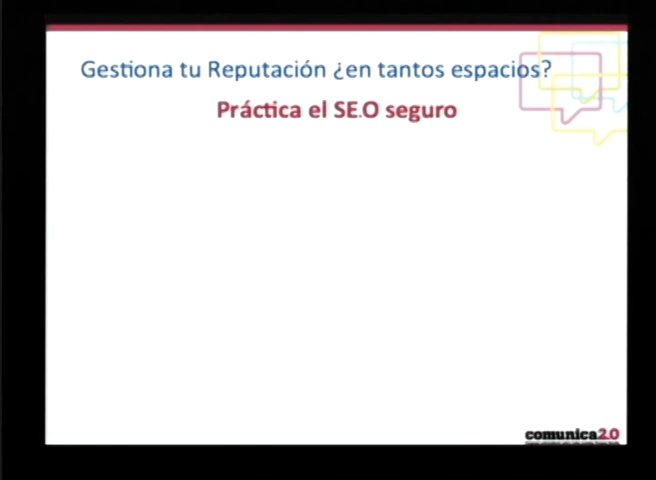 Gestiona tu Reputación ¿en tantos espacios?
Práctica el SE.O seguro
comunica2.0